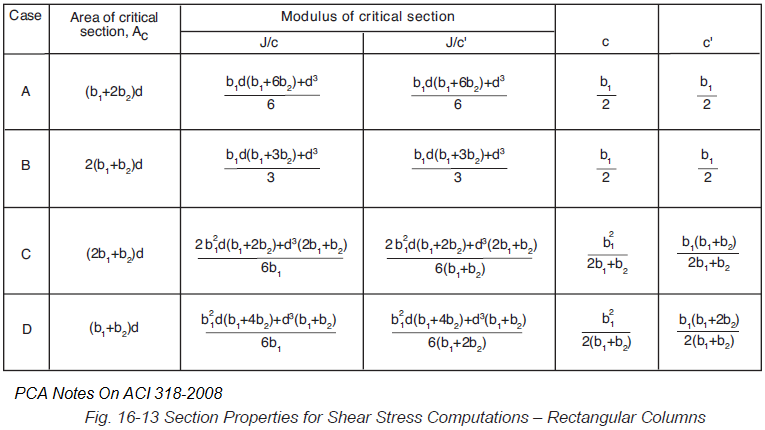 Case Area of critical section, Ac Modulus of critical section
J/c J/c' c c'
A (b₁+2b₂)d b₁d(b₁+6b₂)+d³ / 6 b₁d(b₁+6b₂)+d³ / 6 b₁ / 2 b₁ / 2
B 2(b₁+b₂)d b₁d(b₁+3b₂)+d³ / 3 b₁d(b₁+3b₂)+d³ / 3 b₁ / 2 b₁ / 2
C (2b₁+b₂)d 2b₁²d(b₁+2b₂)+d³(2b₁+b₂) / 6b₁ 2b₁²d(b₁+2b₂)+d³(2b₁+b₂) / 6(b₁+b₂) b₁² / 2b₁+b₂ b₁(b₁+b₂) / 2b₁+b₂
D (b₁+b₂)d b₁²d(b₁+4b₂)+d³(b₁+b₂) / 6b₁ b₁²d(b₁+4b₂)+d³(b₁+b₂) / 6(b₁+2b₂) b₁² / 2(b₁+b₂) b₁(b₁+2b₂) / 2(b₁+b₂)
PCA Notes On ACI 318-2008
Fig. 16-13 Section Properties for Shear Stress Computations – Rectangular Columns